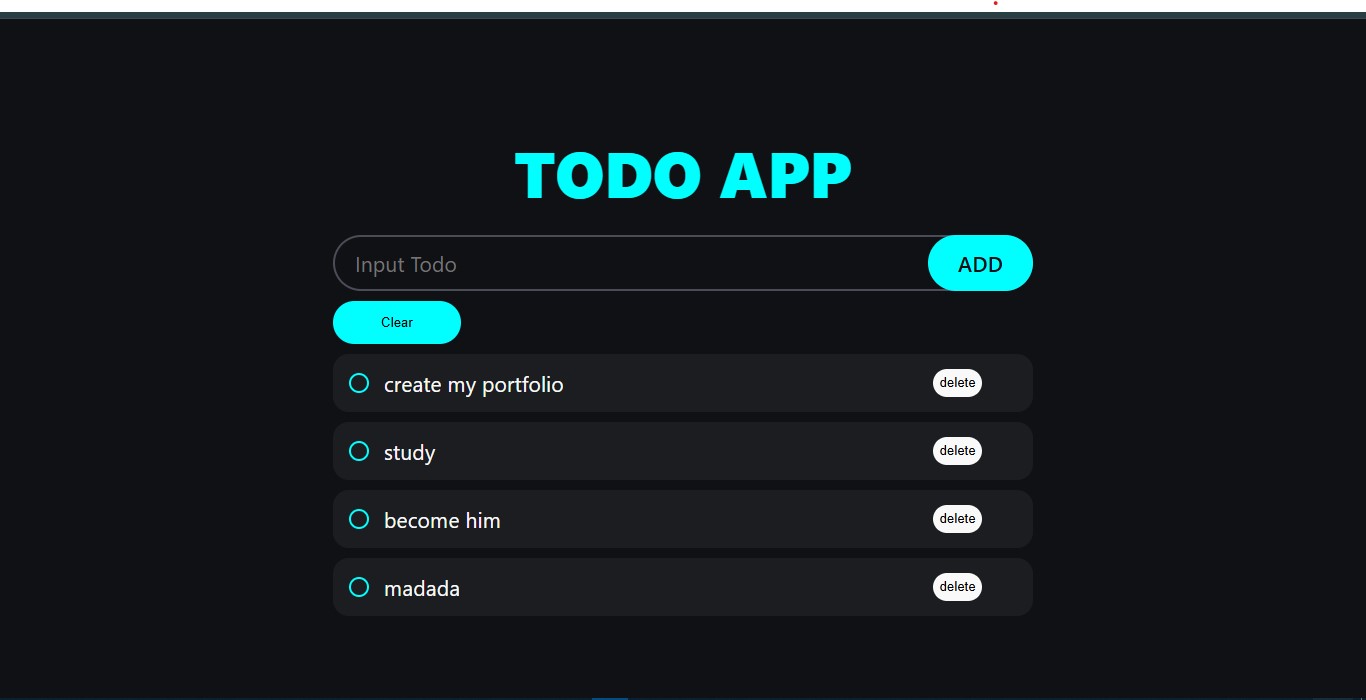 TODO APP
Input Todo
ADD
Clear
create my portfolio
delete
study
delete
become him
delete
madada
delete